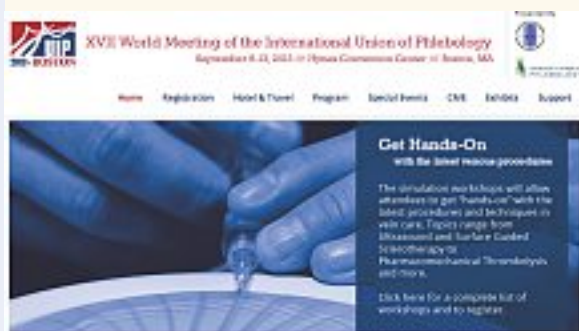 UIP
2013 BOSTON
XVII World Meeting of the International Union of Phlebology
September 8-13, 2013 Hynes Convention Center Boston, MA
Home Registration Hotel & Travel Program Special Events CME Exhibits Support
Get Hands-On
with the latest venous procedures
The simulation workshops will allow
attendees to get "hands-on" with the
latest procedures and techniques in
vein care. Topics range from
Ultrasound and Surface Guided
Sclerotherapy to
Pharmacomechanical Thrombolysis
and more.
Click here for a complete list of
workshops and to register.